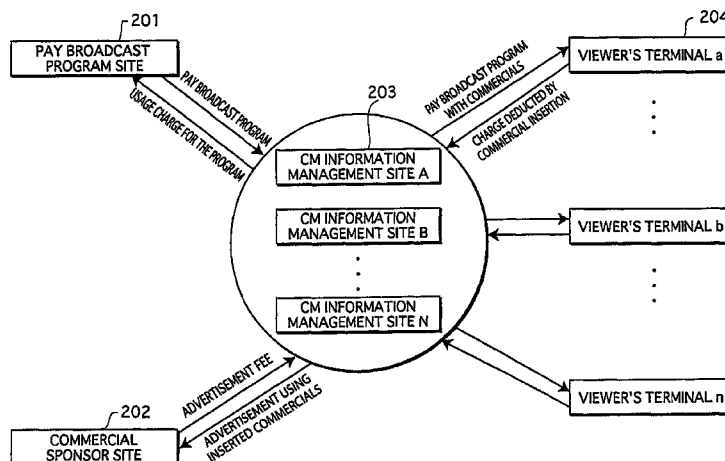 201
PAY BROADCAST
PROGRAM SITE
PAY BROADCAST PROGRAM
USAGE CHARGE FOR THE PROGRAM
203
CM INFORMATION
MANAGEMENT SITE A
CM INFORMATION
MANAGEMENT SITE B
CM INFORMATION
MANAGEMENT SITE N
PAY BROADCAST PROGRAM
WITH COMMERCIALS
CHARGE DEDUCTED BY
COMMERCIAL INSERTION
204
VIEWER'S TERMINAL a
VIEWER'S TERMINAL b
VIEWER'S TERMINAL n
ADVERTISEMENT FEE
ADVERTISEMENT USING
INSERTED COMMERCIALS
202
COMMERCIAL
SPONSOR SITE